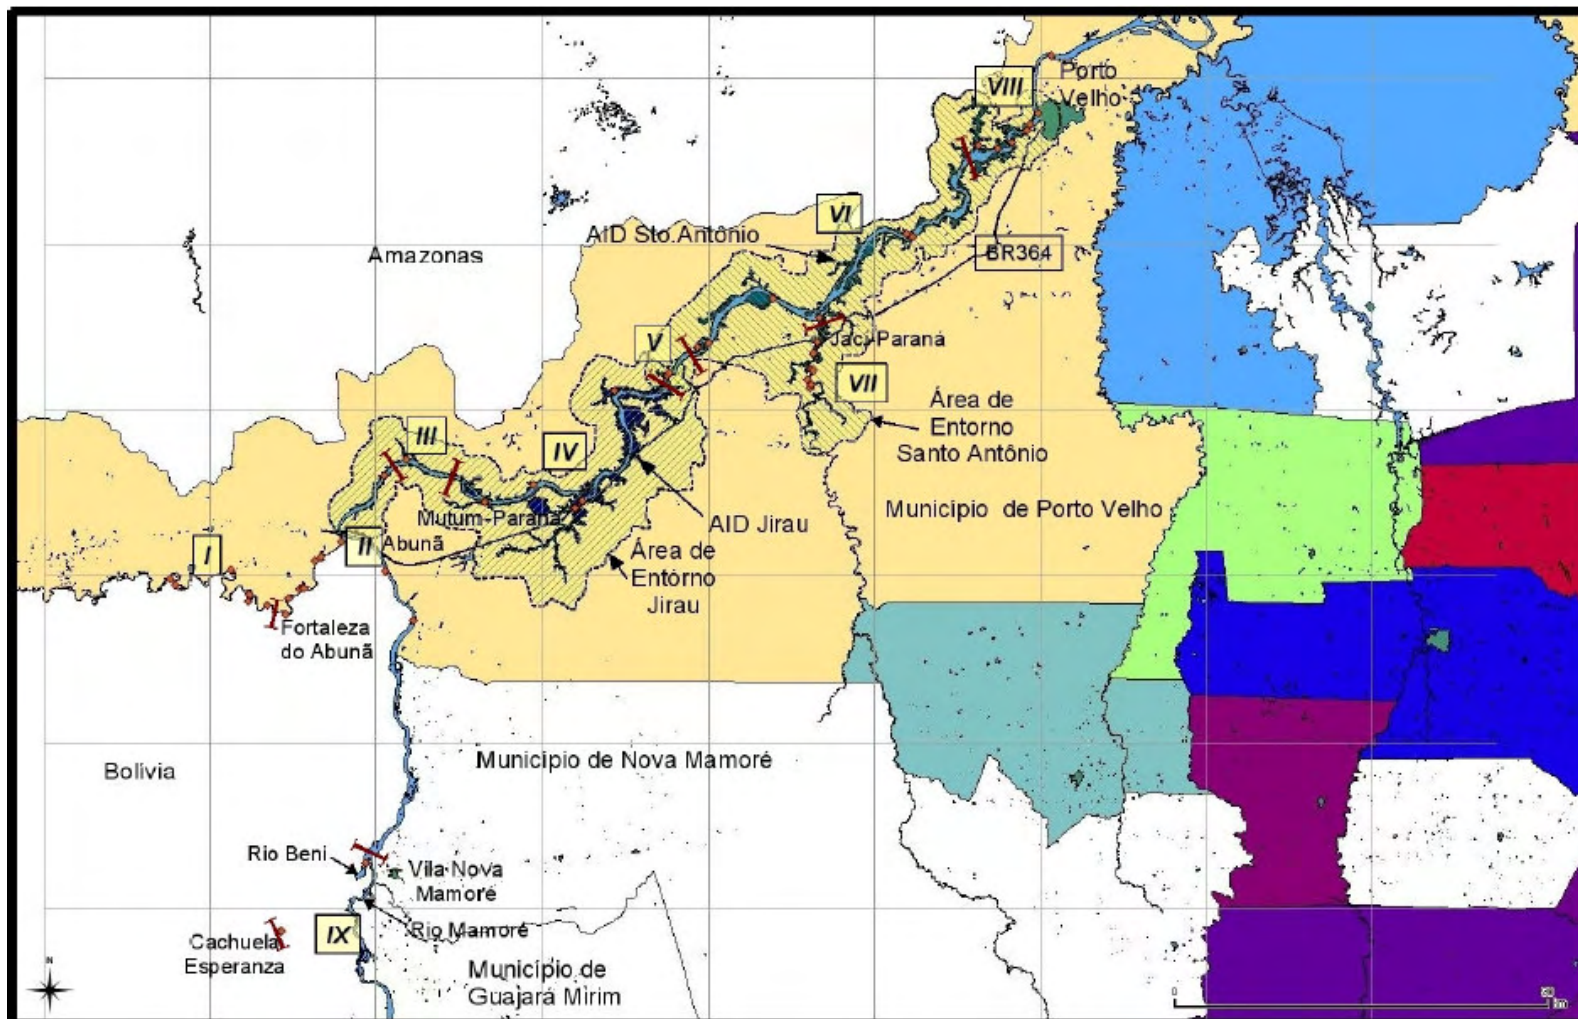 VIII
Porto
Velho
VI
AID Sto.Antônio
Amazonas
BR364
V
Jaci-Paraná
VII
Área de
Entorno
Santo Antônio
III
IV
Mutum-Paraná
Município de Porto Velho
AID Jirau
I
II
Abunã
Área de
Entorno
Jirau
Fortaleza
do Abunã
Município de Nova Mamoré
Bolívia
Rio Beni
Vila Nova
Mamoré
Rio Mamoré
IX
Cachuela
Esperanza
Município de
Guajará Mirim
N
0